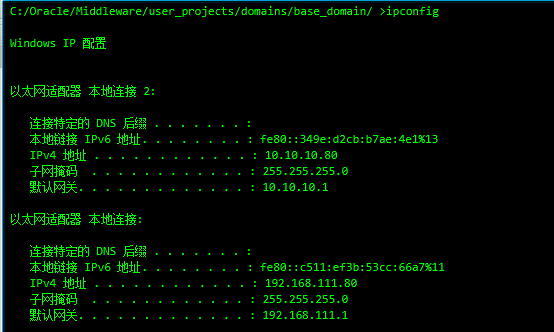 C:/Oracle/Middleware/user_projects/domains/base_domain/ >ipconfig
Windows IP 配置
以太网适配器 本地连接 2:
连接特定的 DNS 后缀 . . . . . . . :
本地链接 IPv6 地址. . . . . . . . : fe80::349e:d2cb:b7ae:4e1%13
IPv4 地址 . . . . . . . . . . . . : 10.10.10.80
子网掩码 . . . . . . . . . . . . : 255.255.255.0
默认网关. . . . . . . . . . . . . : 10.10.10.1
以太网适配器 本地连接:
连接特定的 DNS 后缀 . . . . . . . :
本地链接 IPv6 地址. . . . . . . . : fe80::c511:ef3b:53cc:66a7%11
IPv4 地址 . . . . . . . . . . . . : 192.168.111.80
子网掩码 . . . . . . . . . . . . : 255.255.255.0
默认网关. . . . . . . . . . . . . : 192.168.111.1